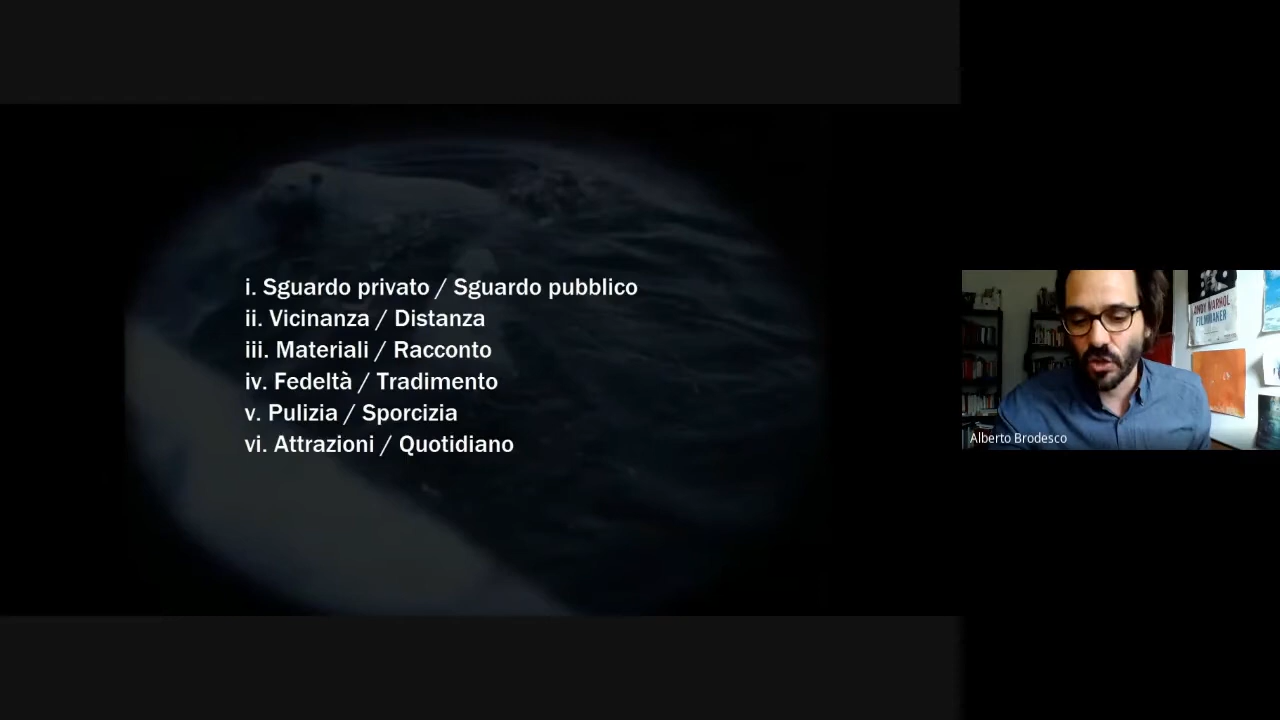 i. Sguardo privato / Sguardo pubblico
ii. Vicinanza / Distanza
iii. Materiali / Racconto
iv. Fedeltà / Tradimento
v. Pulizia / Sporcizia
vi. Attrazioni / Quotidiano
ANDY WARHOL
FILMMAKER
Alberto Brodesco